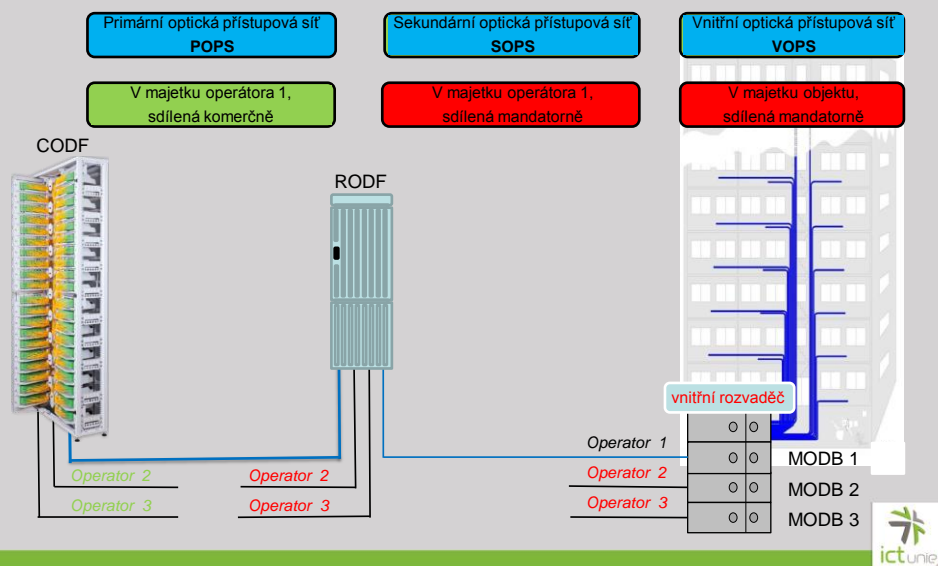 Primární optická přístupová síť
POPS
Sekundární optická přístupová síť
SOPS
Vnitřní optická přístupová síť
VOPS
V majetku operátora 1,
sdílená komerčně
V majetku operátora 1,
sdílená mandatorně
V majetku objektu,
sdílená mandatorně
CODF
RODF
vnitřní rozvaděč
Operator 1
MODB 1
Operator 2
Operator 2
Operator 2
MODB 2
Operator 3
Operator 3
Operator 3
MODB 3
ictunie